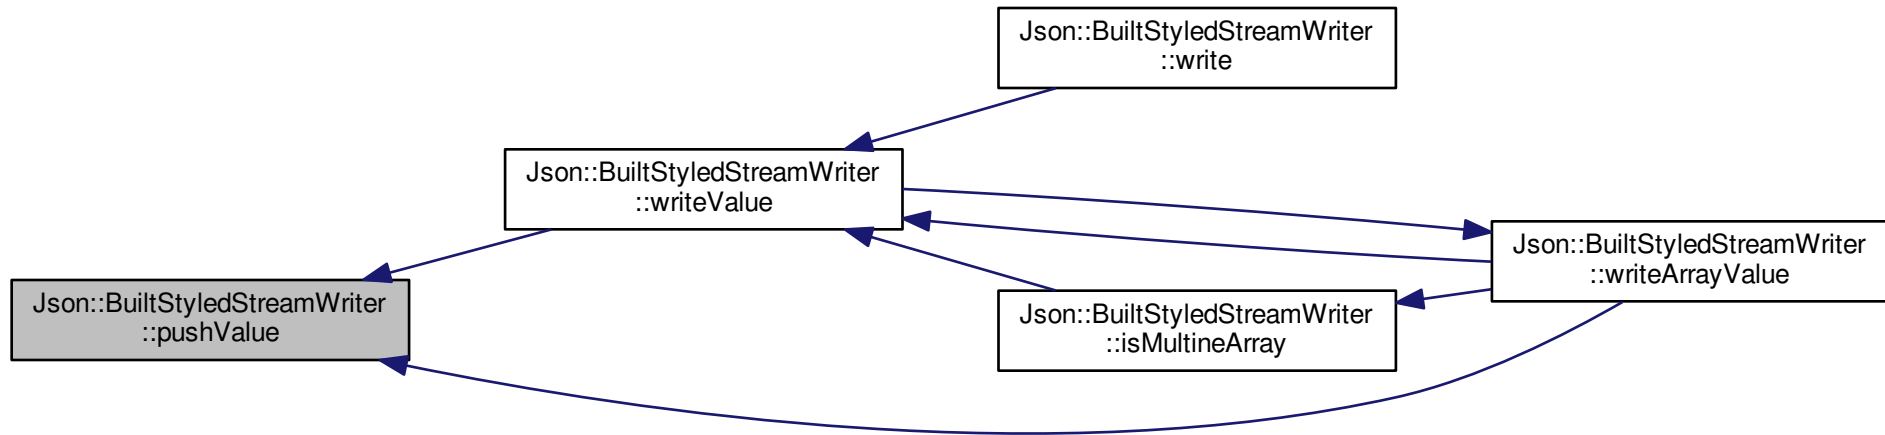 Json::BuiltStyledStreamWriter
::write
Json::BuiltStyledStreamWriter
::writeValue
Json::BuiltStyledStreamWriter
::writeArrayValue
Json::BuiltStyledStreamWriter
::pushValue
Json::BuiltStyledStreamWriter
::isMultineArray